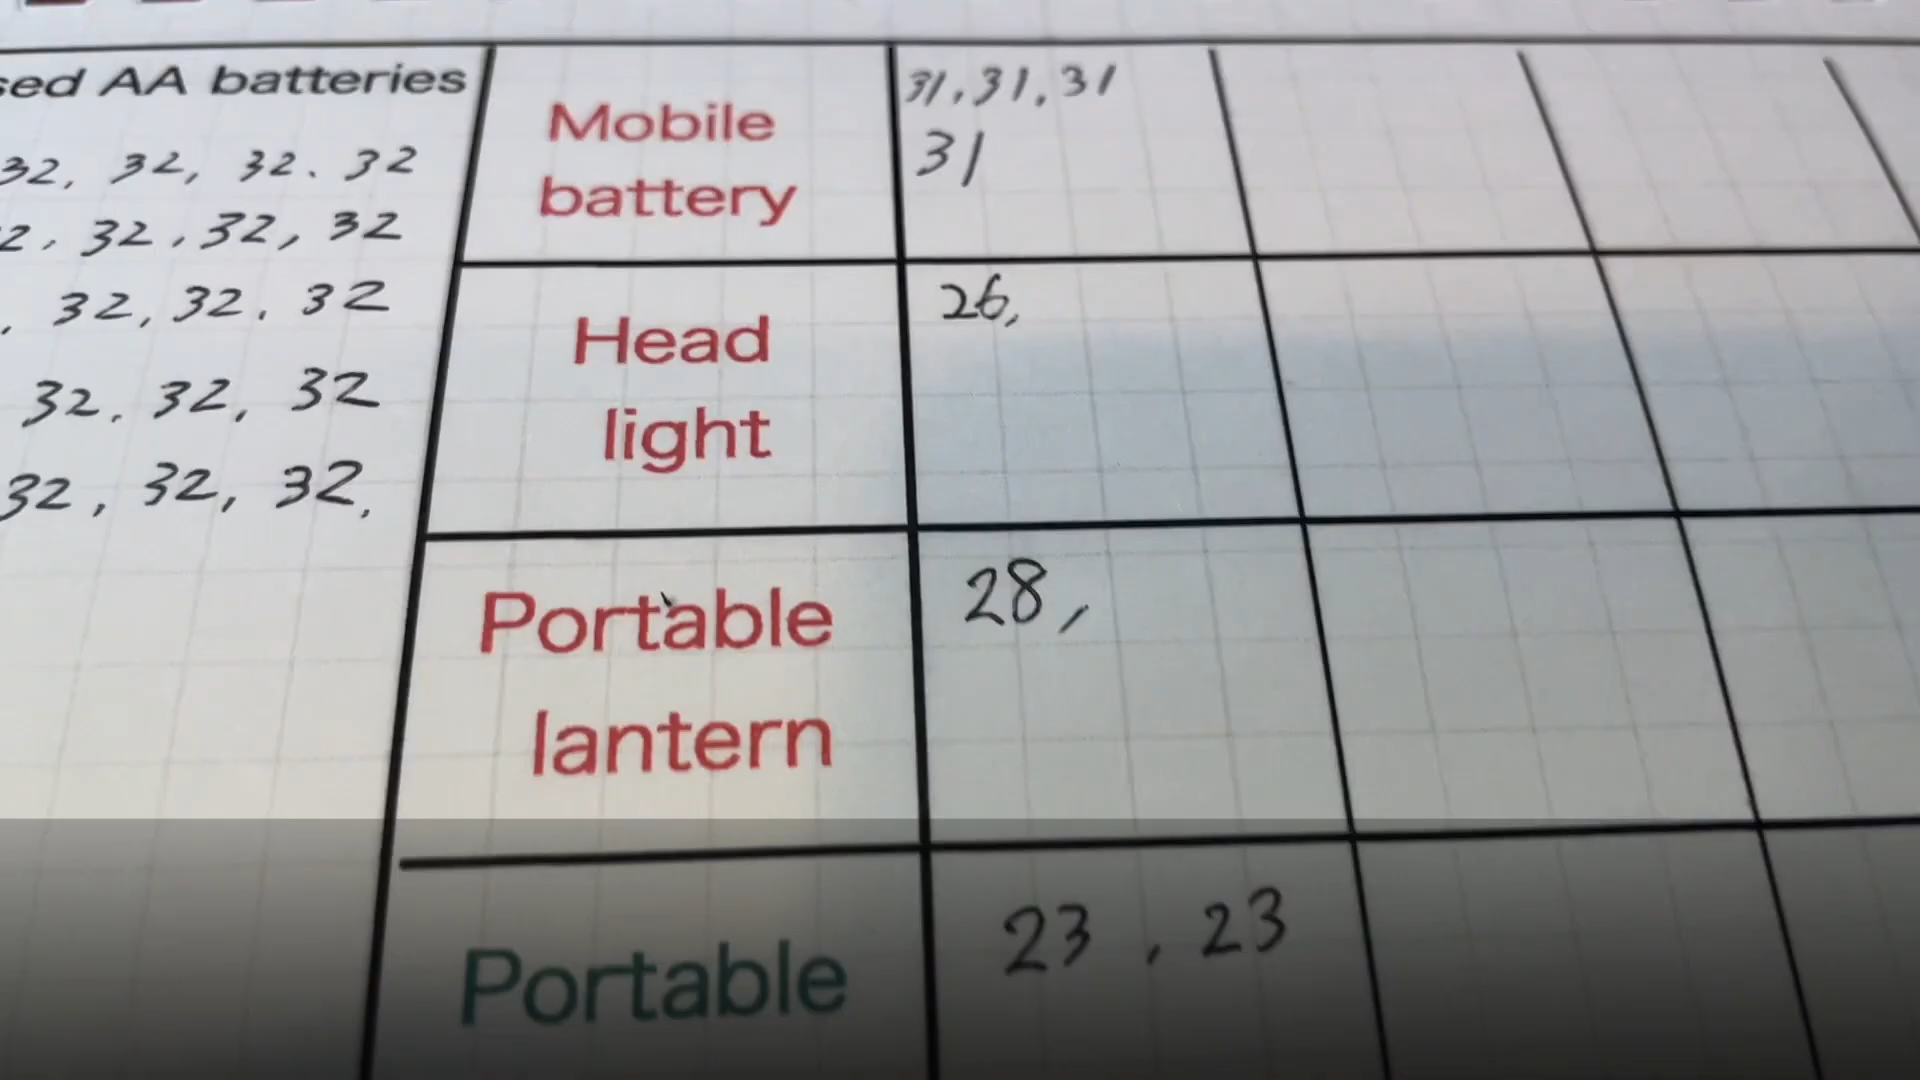 sed AA batteries
32, 32, 32. 32
2, 32, 32, 32
, 32, 32, 32
32. 32, 32
32, 32, 32,
Mobile
battery
31, 31, 31
31
Head
light
26,
Portable
lantern
28,
Portable
23, 23